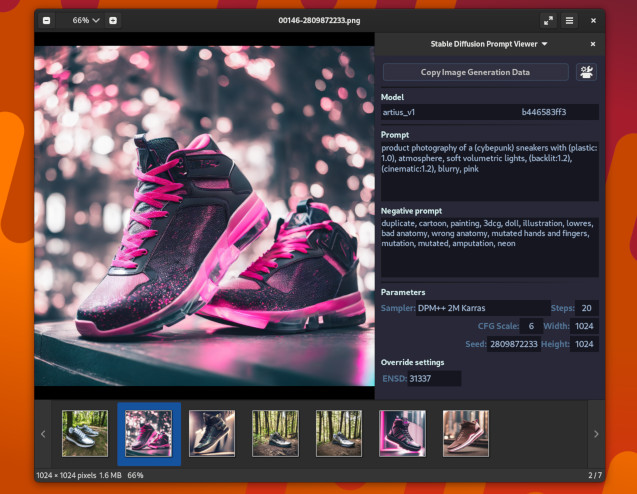 66%
00146-2809872233.png
Stable Diffusion Prompt Viewer
Copy Image Generation Data
Model
artius_v1 b446583ff3
Prompt
product photography of a (cybepunk) sneakers with (plastic:
1.0), atmosphere, soft volumetric lights, (backlit:1.2),
(cinematic:1.2), blurry, pink
Negative prompt
duplicate, cartoon, painting, 3dcg, doll, illustration, lowres,
bad anatomy, wrong anatomy, mutated hands and fingers,
mutation, mutated, amputation, neon
Parameters
Sampler: DPM++ 2M Karras Steps: 20
CFG Scale: 6 Width: 1024
Seed: 2809872233 Height: 1024
Override settings
ENSD: 31337
1024 × 1024 pixels 1.6 MB 66% 2 / 7